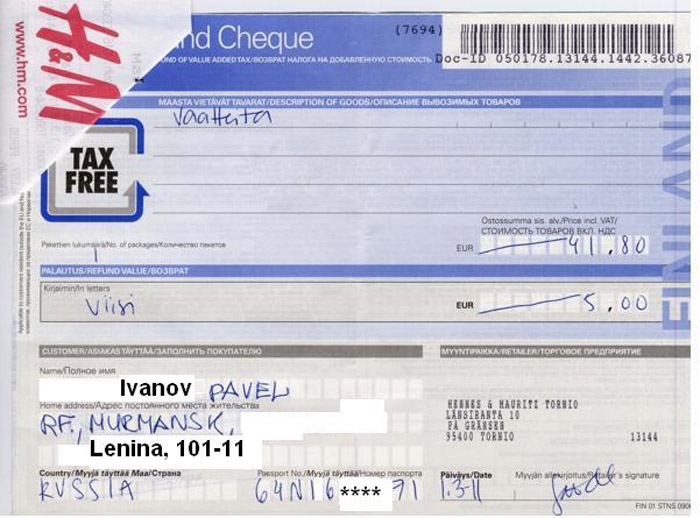 www.hm.com
H&M
nd Cheque
(7694)
FUND OF VALUE ADDED TAX/ВОЗВРАТ НАЛОГА НА ДОБАВЛЕННУЮ СТОИМОСТЬ
Doc-ID 050178.13144.1442.36087
MAASTA VIETÄVÄT TAVARAT/DESCRIPTION OF GOODS/ОПИСАНИЕ ВЫВОЗИМЫХ ТОВАРОВ
Vaatteita
TAX
FREE
Pakettien lukumäärä/No. of packages/Количество пакетов
1
Ostossumma sis. alv./Price incl. VAT/
СТОИМОСТЬ ТОВАРОВ ВКЛ. НДС
EUR 41,80
PALAUTUS/REFUND VALUE/ВОЗВРАТ
Kirjaimin/In letters
Viisi
EUR 5,00
FINLAND
CUSTOMER/ASIAKAS TÄYTTÄÄ/ЗАПОЛНИТЬ ПОКУПАТЕЛЮ
MYYNTIPAIKKA/RETAILER/ТОРГОВОЕ ПРЕДПРИЯТИЕ
Name/Полное имя
Ivanov PAVEL
Home address/Адрес постоянного места жительства
RF, MURMANSK,
Lenina, 101-11
HENNES & MAURITZ TORNIO
LÄNSIRANTA 10
PÅ GRÄNSEN
95400 TORNIO 13144
Country/Myyjä täyttää Maa/Страна
RUSSIA
Passport No./Myyjä täyttää/Номер паспорта
64N16 **** 71
Päiväys/Date
1.3-11
Myyjän allekirjoitus/Retailer's signature
FIN 01 STNS 090